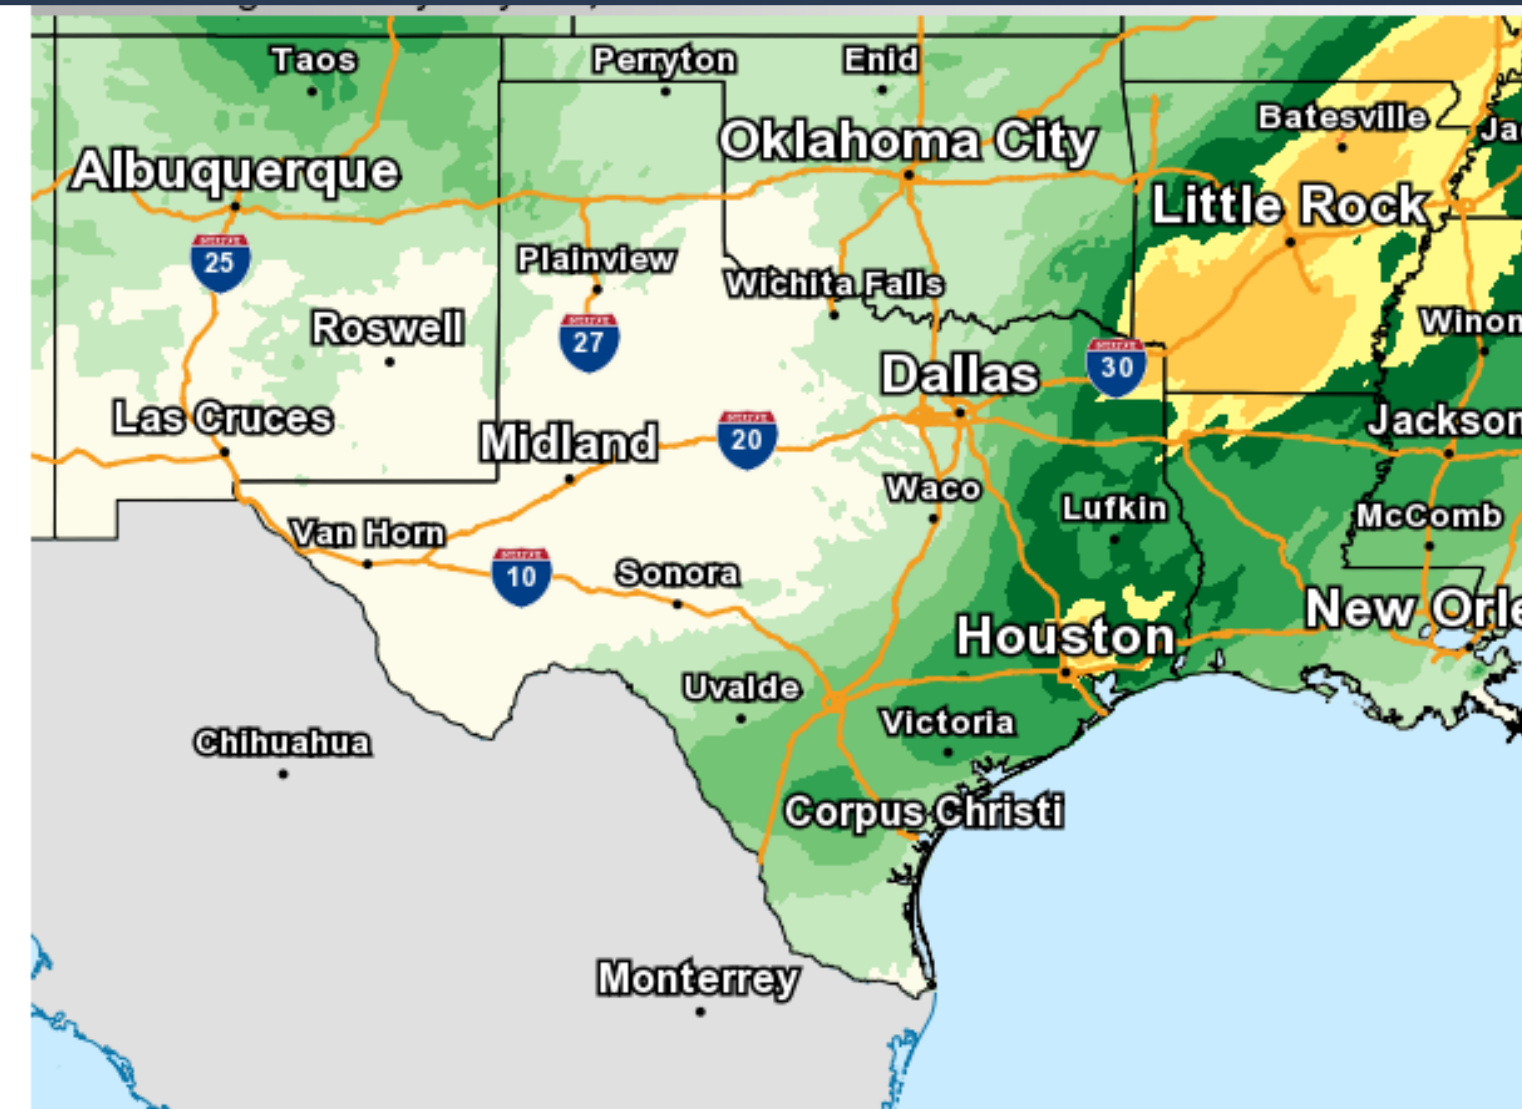 Taos
Perryton
Enid
Batesville
Oklahoma City
Ja
Albuquerque
Little Rock
25
Plainview
Wichita Falls
Roswell
27
Winon
Dallas
30
Las Cruces
Midland
20
Jackson
Waco
Lufkin
McComb
Van Horn
10
Sonora
New Orle
Houston
Uvalde
Victoria
Chihuahua
Corpus Christi
Monterrey